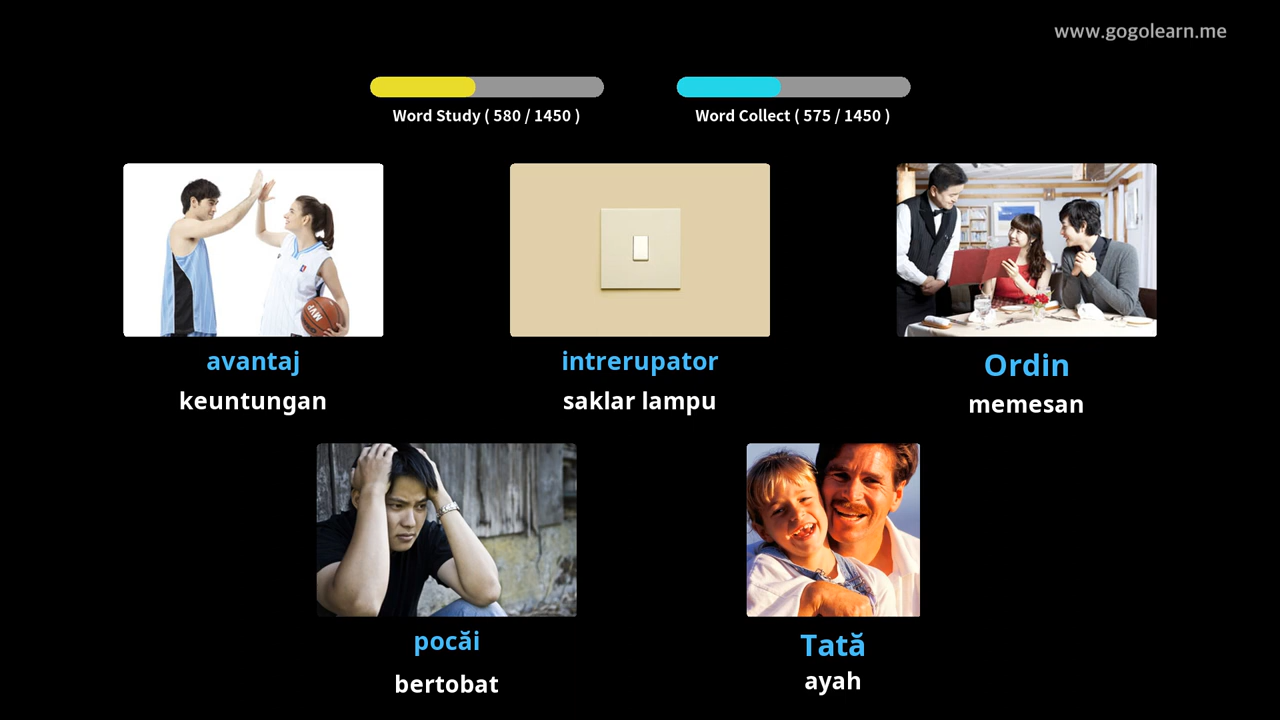 www.gogolearn.me
Word Study ( 580 / 1450 )
Word Collect ( 575 / 1450 )
avantaj
keuntungan
intrerupator
saklar lampu
Ordin
memesan
pocăi
bertobat
Tată
ayah